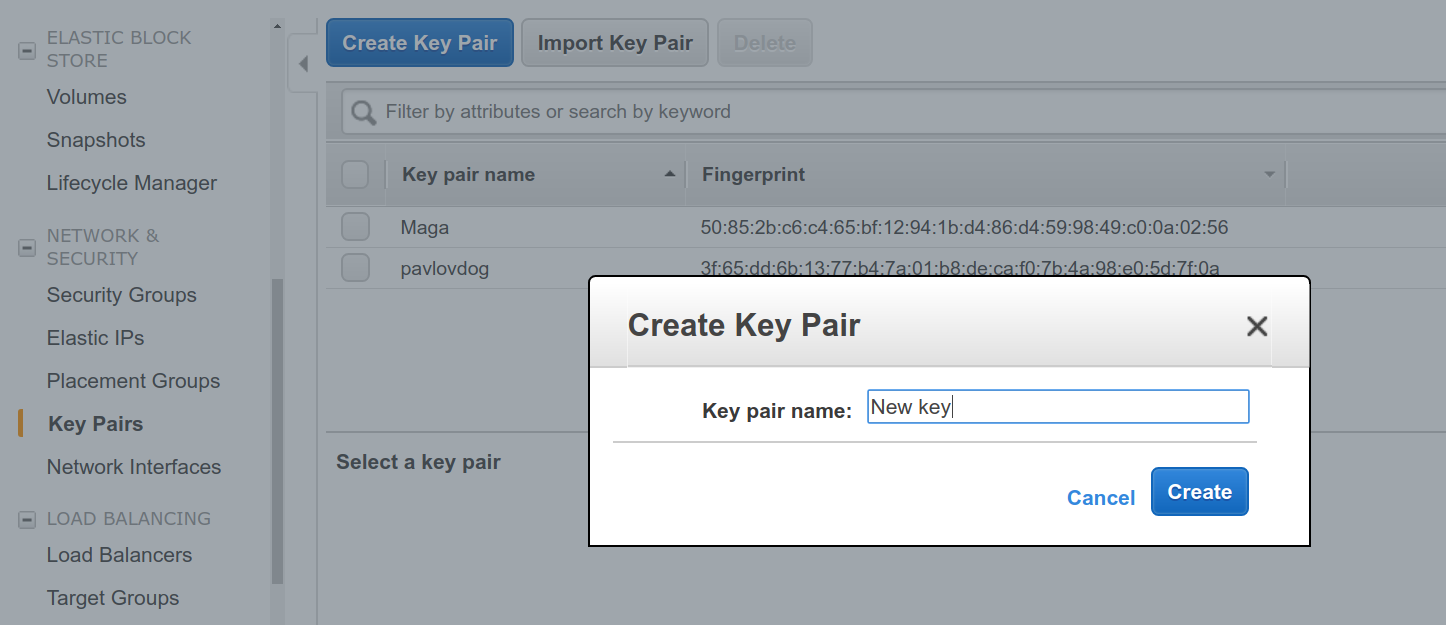 ELASTIC BLOCK
STORE
Volumes
Snapshots
Lifecycle Manager
NETWORK &
SECURITY
Security Groups
Elastic IPs
Placement Groups
Key Pairs
Network Interfaces
LOAD BALANCING
Load Balancers
Target Groups
Create Key Pair Import Key Pair Delete
Filter by attributes or search by keyword
Key pair name Fingerprint
Maga 50:85:2b:c6:c4:65:bf:12:94:1b:d4:86:d4:59:98:49:c0:0a:02:56
pavlovdog 3f:65:dd:6b:13:77:b4:7a:01:b8:de:ca:f0:7b:4a:98:e0:5d:7f:0a
Select a key pair
Create Key Pair
Key pair name: New key
Cancel Create